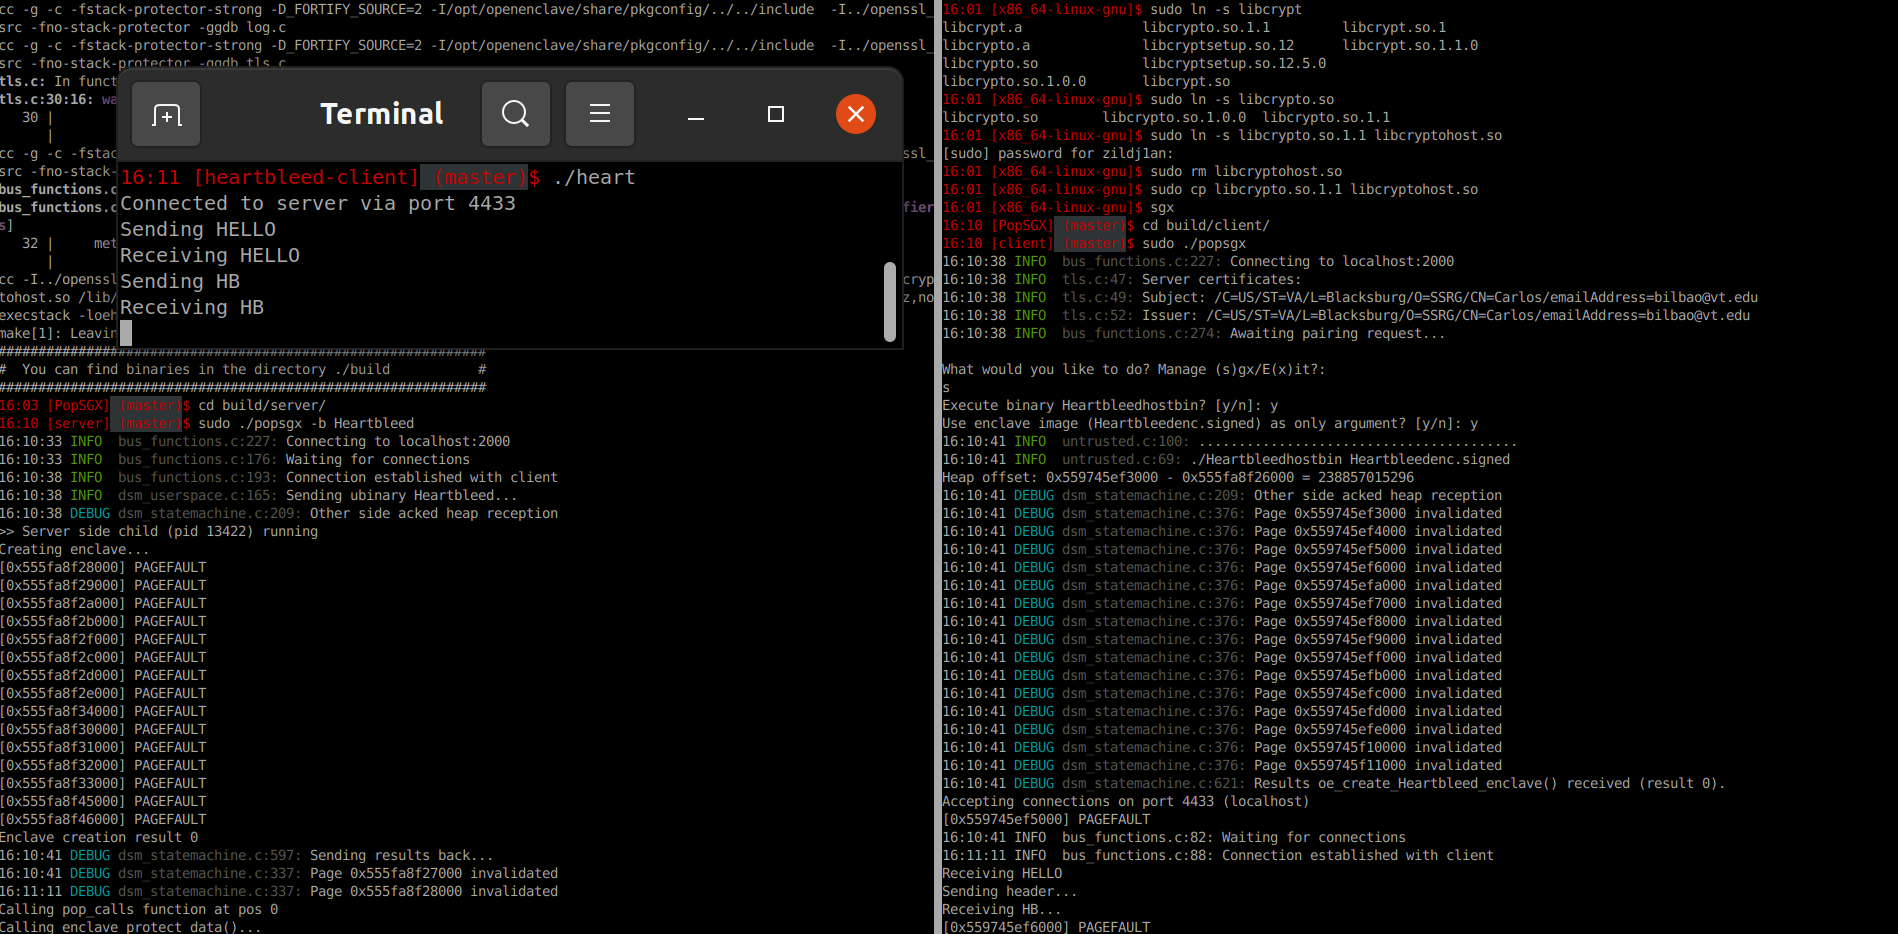 cc -g -c -fstack-protector-strong -D_FORTIFY_SOURCE=2 -I/opt/openenclave/share/pkgconfig/../../include  -I../openssl_
src -fno-stack-protector -ggdb log.c
cc -g -c -fstack-protector-strong -D_FORTIFY_SOURCE=2 -I/opt/openenclave/share/pkgconfig/../../include  -I../openssl_
src -fno-stack-protector -ggdb tls.c
tls.c: In funct
tls.c:30:16: wa
30 |
|
cc -g -c -fstac
ssl_
src -fno-stack-
bus_functions.c
bus_functions.c
fier
s]
32 |     met
|
cc -I../openssl
cryp
tohost.so /lib/
z,no
execstack -loeh
make[1]: Leavin
############################################################
#  You can find binaries in the directory ./build           #
#############################################################
16:03 [PopSGX] (master)$ cd build/server/
16:10 [server] (master)$ sudo ./popsgx -b Heartbleed
16:10:33 INFO  bus_functions.c:227: Connecting to localhost:2000
16:10:33 INFO  bus_functions.c:176: Waiting for connections
16:10:38 INFO  bus_functions.c:193: Connection established with client
16:10:38 INFO  dsm_userspace.c:165: Sending ubinary Heartbleed...
16:10:38 DEBUG dsm_statemachine.c:209: Other side acked heap reception
>> Server side child (pid 13422) running
Creating enclave...
[0x555fa8f28000] PAGEFAULT
[0x555fa8f29000] PAGEFAULT
[0x555fa8f2a000] PAGEFAULT
[0x555fa8f2b000] PAGEFAULT
[0x555fa8f2f000] PAGEFAULT
[0x555fa8f2c000] PAGEFAULT
[0x555fa8f2d000] PAGEFAULT
[0x555fa8f2e000] PAGEFAULT
[0x555fa8f34000] PAGEFAULT
[0x555fa8f30000] PAGEFAULT
[0x555fa8f31000] PAGEFAULT
[0x555fa8f32000] PAGEFAULT
[0x555fa8f33000] PAGEFAULT
[0x555fa8f45000] PAGEFAULT
[0x555fa8f46000] PAGEFAULT
Enclave creation result 0
16:10:41 DEBUG dsm_statemachine.c:597: Sending results back...
16:10:41 DEBUG dsm_statemachine.c:337: Page 0x555fa8f27000 invalidated
16:11:11 DEBUG dsm_statemachine.c:337: Page 0x555fa8f28000 invalidated
Calling pop_calls function at pos 0
Calling enclave protect data()...
Terminal
16:11 [heartbleed-client] (master)$ ./heart
Connected to server via port 4433
Sending HELLO
Receiving HELLO
Sending HB
Receiving HB
16:01 [x86_64-linux-gnu]$ sudo ln -s libcrypt
libcrypt.a               libcrypto.so.1.1         libcrypt.so.1
libcrypto.a              libcryptsetup.so.12      libcrypt.so.1.1.0
libcrypto.so             libcryptsetup.so.12.5.0
libcrypto.so.1.0.0       libcrypt.so
16:01 [x86_64-linux-gnu]$ sudo ln -s libcrypto.so
libcrypto.so        libcrypto.so.1.0.0  libcrypto.so.1.1
16:01 [x86_64-linux-gnu]$ sudo ln -s libcrypto.so.1.1 libcryptohost.so
[sudo] password for zildj1an:
16:01 [x86_64-linux-gnu]$ sudo rm libcryptohost.so
16:01 [x86_64-linux-gnu]$ sudo cp libcrypto.so.1.1 libcryptohost.so
16:01 [x86_64-linux-gnu]$ sgx
16:10 [PopSGX] (master)$ cd build/client/
16:10 [client] (master)$ sudo ./popsgx
16:10:38 INFO  bus_functions.c:227: Connecting to localhost:2000
16:10:38 INFO  tls.c:47: Server certificates:
16:10:38 INFO  tls.c:49: Subject: /C=US/ST=VA/L=Blacksburg/O=SSRG/CN=Carlos/emailAddress=bilbao@vt.edu
16:10:38 INFO  tls.c:52: Issuer: /C=US/ST=VA/L=Blacksburg/O=SSRG/CN=Carlos/emailAddress=bilbao@vt.edu
16:10:38 INFO  bus_functions.c:274: Awaiting pairing request...
What would you like to do? Manage (s)gx/E(x)it?:
s
Execute binary Heartbleedhostbin? [y/n]: y
Use enclave image (Heartbleedenc.signed) as only argument? [y/n]: y
16:10:41 INFO  untrusted.c:100: ........................................
16:10:41 INFO  untrusted.c:69: ./Heartbleedhostbin Heartbleedenc.signed
Heap offset: 0x559745ef3000 - 0x555fa8f26000 = 238857015296
16:10:41 DEBUG dsm_statemachine.c:209: Other side acked heap reception
16:10:41 DEBUG dsm_statemachine.c:376: Page 0x559745ef3000 invalidated
16:10:41 DEBUG dsm_statemachine.c:376: Page 0x559745ef4000 invalidated
16:10:41 DEBUG dsm_statemachine.c:376: Page 0x559745ef5000 invalidated
16:10:41 DEBUG dsm_statemachine.c:376: Page 0x559745ef6000 invalidated
16:10:41 DEBUG dsm_statemachine.c:376: Page 0x559745efa000 invalidated
16:10:41 DEBUG dsm_statemachine.c:376: Page 0x559745ef7000 invalidated
16:10:41 DEBUG dsm_statemachine.c:376: Page 0x559745ef8000 invalidated
16:10:41 DEBUG dsm_statemachine.c:376: Page 0x559745ef9000 invalidated
16:10:41 DEBUG dsm_statemachine.c:376: Page 0x559745eff000 invalidated
16:10:41 DEBUG dsm_statemachine.c:376: Page 0x559745efb000 invalidated
16:10:41 DEBUG dsm_statemachine.c:376: Page 0x559745efc000 invalidated
16:10:41 DEBUG dsm_statemachine.c:376: Page 0x559745efd000 invalidated
16:10:41 DEBUG dsm_statemachine.c:376: Page 0x559745efe000 invalidated
16:10:41 DEBUG dsm_statemachine.c:376: Page 0x559745f10000 invalidated
16:10:41 DEBUG dsm_statemachine.c:376: Page 0x559745f11000 invalidated
16:10:41 DEBUG dsm_statemachine.c:621: Results oe_create_Heartbleed_enclave() received (result 0).
Accepting connections on port 4433 (localhost)
[0x559745ef5000] PAGEFAULT
16:10:41 INFO  bus_functions.c:82: Waiting for connections
16:11:11 INFO  bus_functions.c:88: Connection established with client
Receiving HELLO
Sending header...
Receiving HB...
[0x559745ef6000] PAGEFAULT